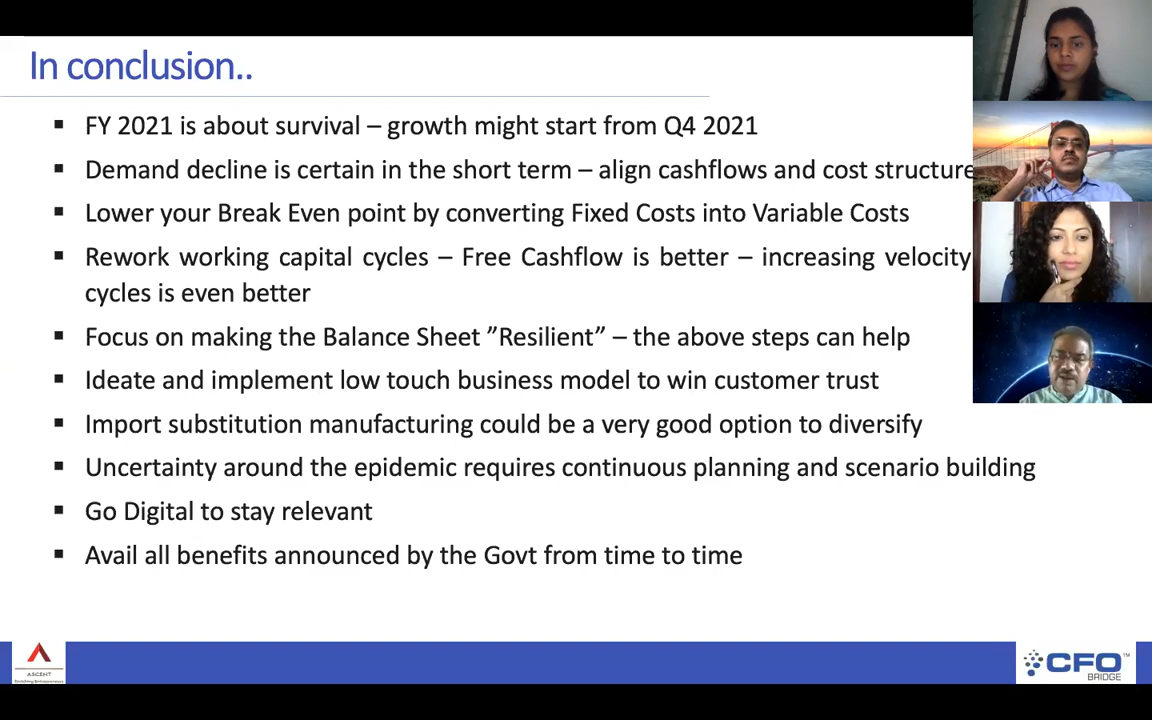 In conclusion..
FY 2021 is about survival – growth might start from Q4 2021
Demand decline is certain in the short term – align cashflows and cost structure
Lower your Break Even point by converting Fixed Costs into Variable Costs
Rework working capital cycles – Free Cashflow is better – increasing velocity
cycles is even better
Focus on making the Balance Sheet ”Resilient” – the above steps can help
Ideate and implement low touch business model to win customer trust
Import substitution manufacturing could be a very good option to diversify
Uncertainty around the epidemic requires continuous planning and scenario building
Go Digital to stay relevant
Avail all benefits announced by the Govt from time to time
ASCENT
CFO TM
BRIDGE